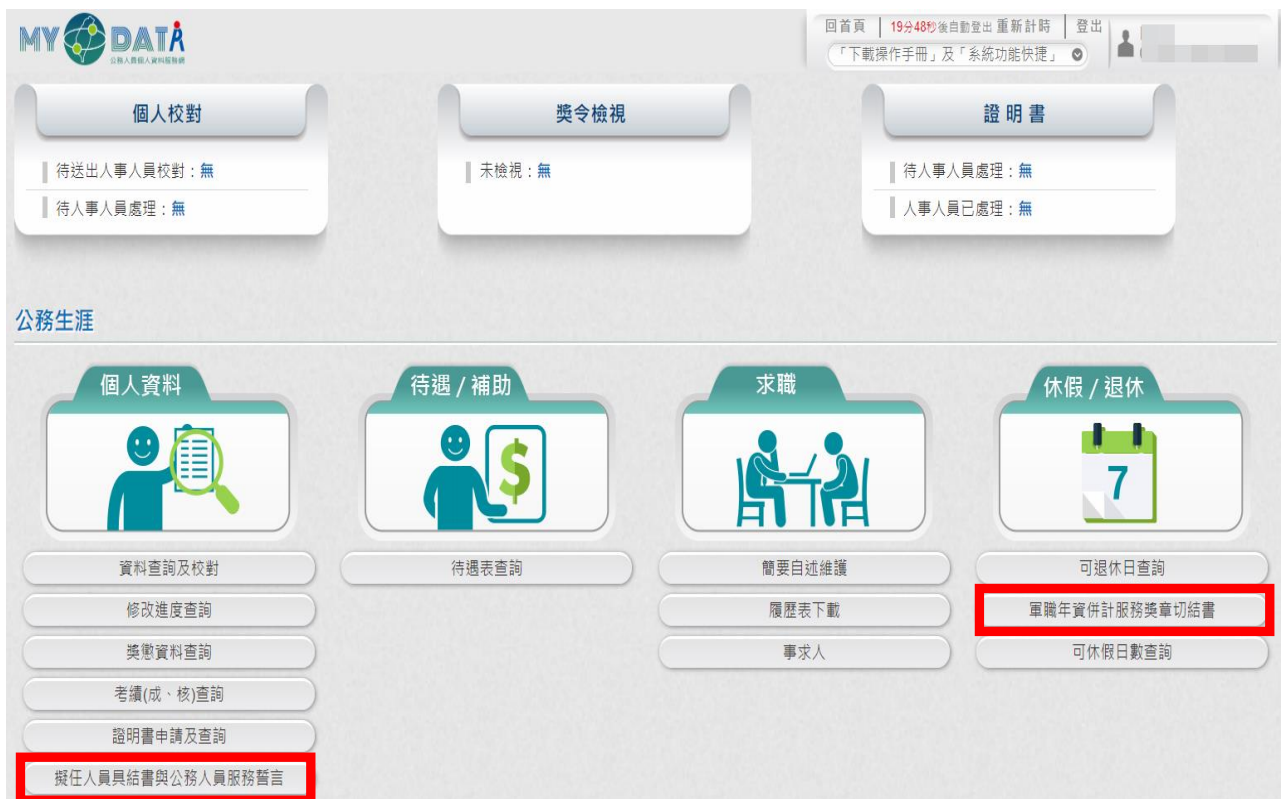 MY DATA
公務人員個人資料服務網
回首頁 19分48秒後自動登出 重新計時 登出
「下載操作手冊」及「系統功能快捷」
個人校對
待送出人事人員校對：無
待人事人員處理：無
獎令檢視
未檢視：無
證明書
待人事人員處理：無
人事人員已處理：無
公務生涯
個人資料
資料查詢及校對
修改進度查詢
獎懲資料查詢
考績(成、核)查詢
證明書申請及查詢
擬任人員具結書與公務人員服務誓言
待遇 / 補助
$
待遇表查詢
求職
簡要自述維護
履歷表下載
事求人
休假 / 退休
7
可退休日查詢
軍職年資併計服務獎章切結書
可休假日數查詢